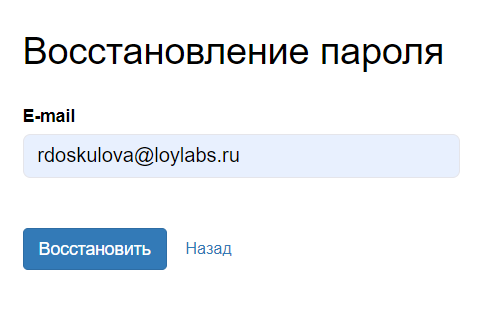 Восстановление пароля
E-mail
rdoskulova@loylabs.ru
Восстановить Назад